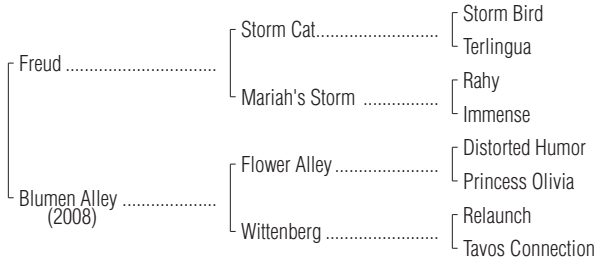 Storm Bird
Storm Cat..........................
Terlingua
Freud ................................
Rahy
Mariah's Storm ................
Immense
Distorted Humor
Flower Alley......................
Princess Olivia
Blumen Alley ....................
(2008)
Relaunch
Wittenberg ........................
Tavos Connection